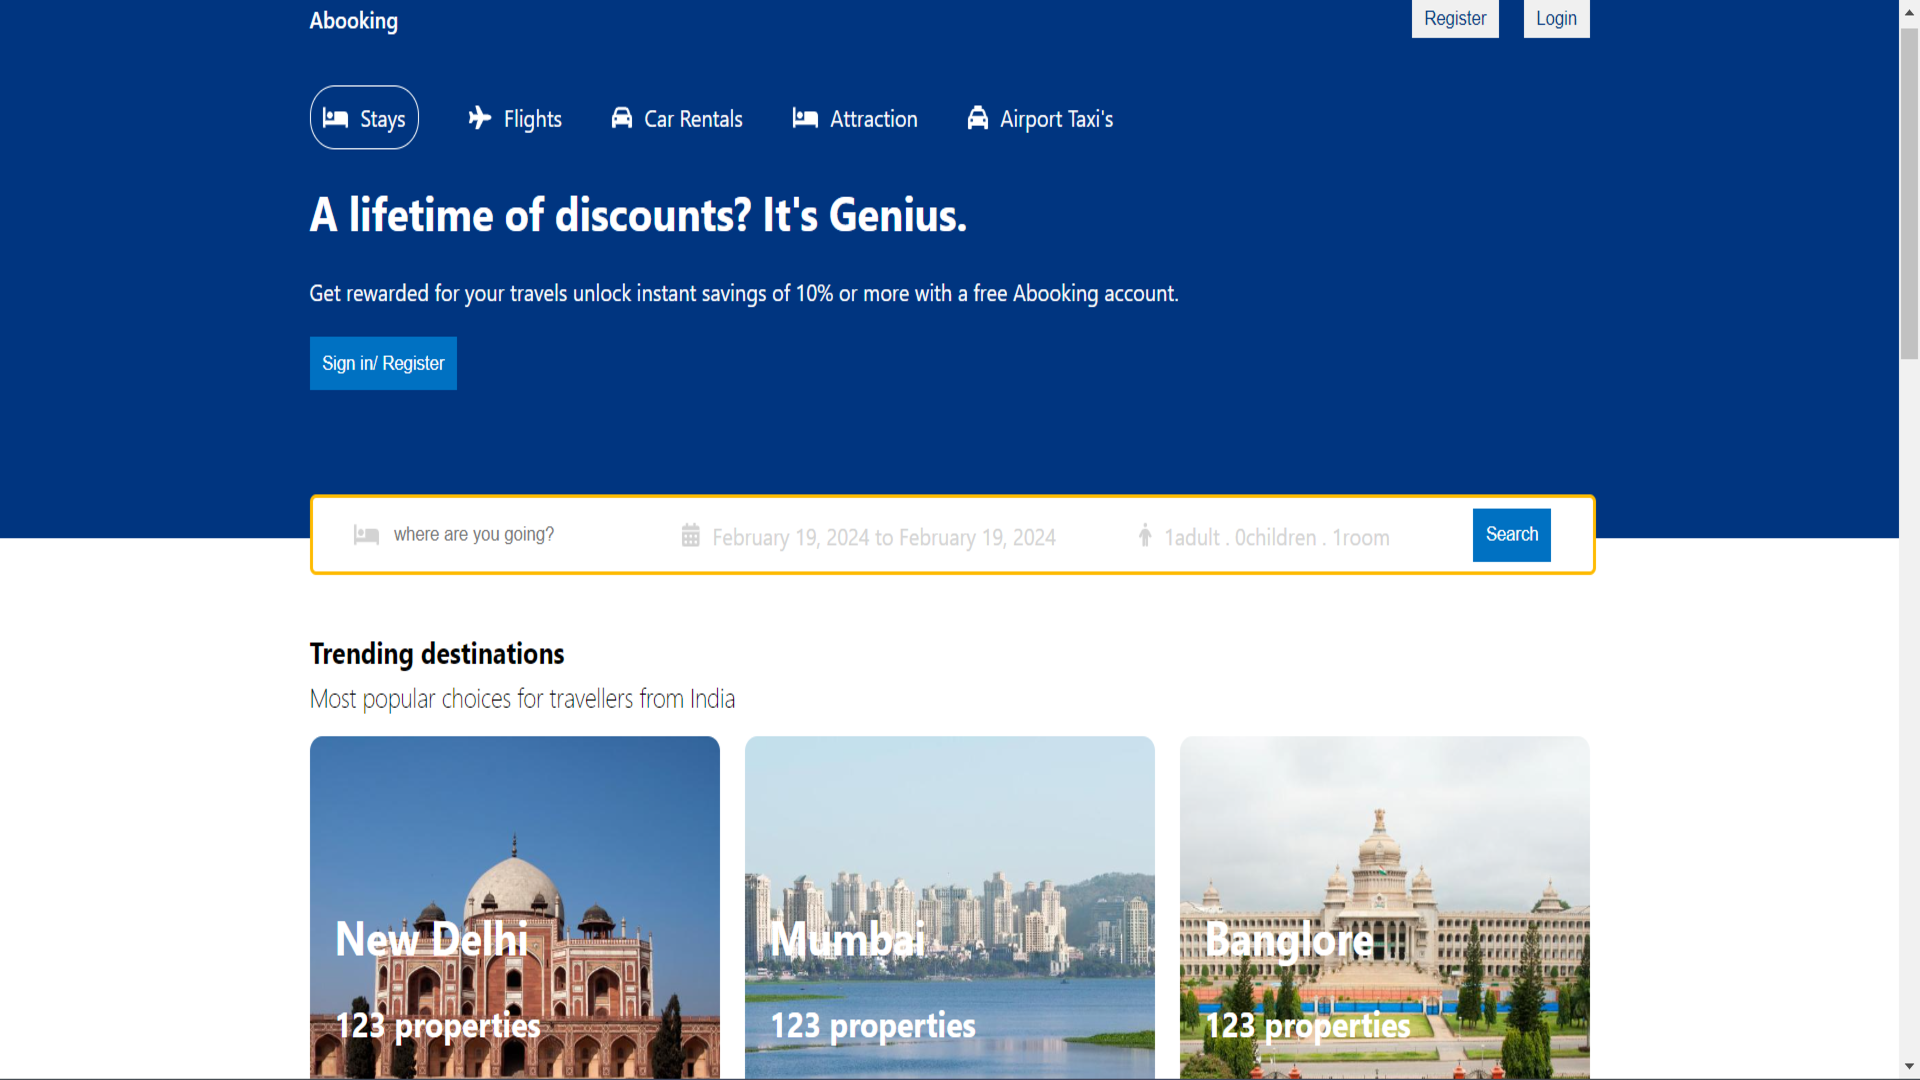 Abooking
Register
Login
Stays
Flights
Car Rentals
Attraction
Airport Taxi's
A lifetime of discounts? It's Genius.
Get rewarded for your travels unlock instant savings of 10% or more with a free Abooking account.
Sign in/ Register
where are you going?
February 19, 2024 to February 19, 2024
1adult . 0children . 1room
Search
Trending destinations
Most popular choices for travellers from India
New Delhi
Mumbai
Banglore
123 properties
123 properties
123 properties